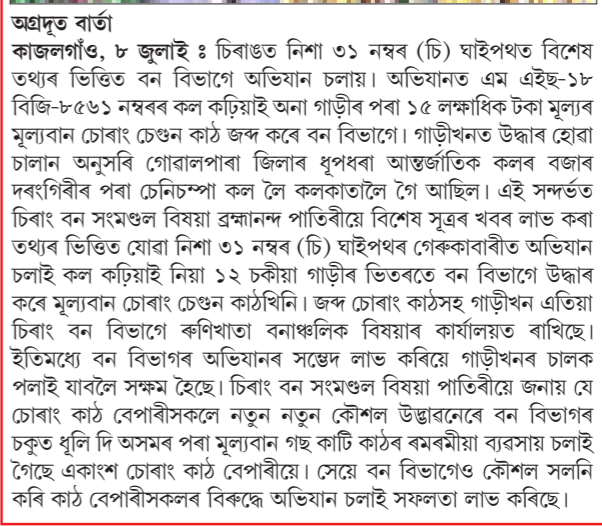 অগ্ৰদূত বাৰ্তা
কাজলগাঁও, ৮ জুলাই ঃ চিৰাঙত নিশা ৩১ নম্বৰ (চি) ঘাইপথত বিশেষ
তথ্যৰ ভিত্তিত বন বিভাগে অভিযান চলায়। অভিযানত এম এইছ-১৮
বিজি-৮৫৬১ নম্বৰৰ কল কঢ়িয়াই অনা গাড়ীৰ পৰা ১৫ লক্ষাধিক টকা মূল্যৰ
মূল্যবান চোৰাং চেগুন কাঠ জব্দ কৰে বন বিভাগে। গাড়ীখনত উদ্ধাৰ হোৱা
চালান অনুসৰি গোৱালপাৰা জিলাৰ ধূপধৰা আন্তৰ্জাতিক কলৰ বজাৰ
দৰংগিৰীৰ পৰা চেনিচম্পা কল লৈ কলকাতালৈ গৈ আছিল। এই সন্দৰ্ভত
চিৰাং বন সংমণ্ডল বিষয়া ব্ৰহ্মানন্দ পাতিৰীয়ে বিশেষ সূত্ৰৰ খবৰ লাভ কৰা
তথ্যৰ ভিত্তিত যোৱা নিশা ৩১ নম্বৰ (চি) ঘাইপথৰ গেৰুকাবাৰীত অভিযান
চলাই কল কঢ়িয়াই নিয়া ১২ চকীয়া গাড়ীৰ ভিতৰতে বন বিভাগে উদ্ধাৰ
কৰে মূল্যবান চোৰাং চেগুন কাঠখিনি। জব্দ চোৰাং কাঠসহ গাড়ীখন এতিয়া
চিৰাং বন বিভাগে ৰুণিখাতা বনাঞ্চলিক বিষয়াৰ কাৰ্যালয়ত ৰাখিছে।
ইতিমধ্যে বন বিভাগৰ অভিযানৰ সম্ভেদ লাভ কৰিয়ে গাড়ীখনৰ চালক
পলাই যাবলৈ সক্ষম হৈছে। চিৰাং বন সংমণ্ডল বিষয়া পাতিৰীয়ে জনায় যে
চোৰাং কাঠ বেপাৰীসকলে নতুন নতুন কৌশল উদ্ভাৱনেৰে বন বিভাগৰ
চকুত ধূলি দি অসমৰ পৰা মূল্যবান গছ কাটি কাঠৰ ৰমৰমীয়া ব্যৱসায় চলাই
গৈছে একাংশ চোৰাং কাঠ বেপাৰীয়ে। সেয়ে বন বিভাগেও কৌশল সলনি
কৰি কাঠ বেপাৰীসকলৰ বিৰুদ্ধে অভিযান চলাই সফলতা লাভ কৰিছে।